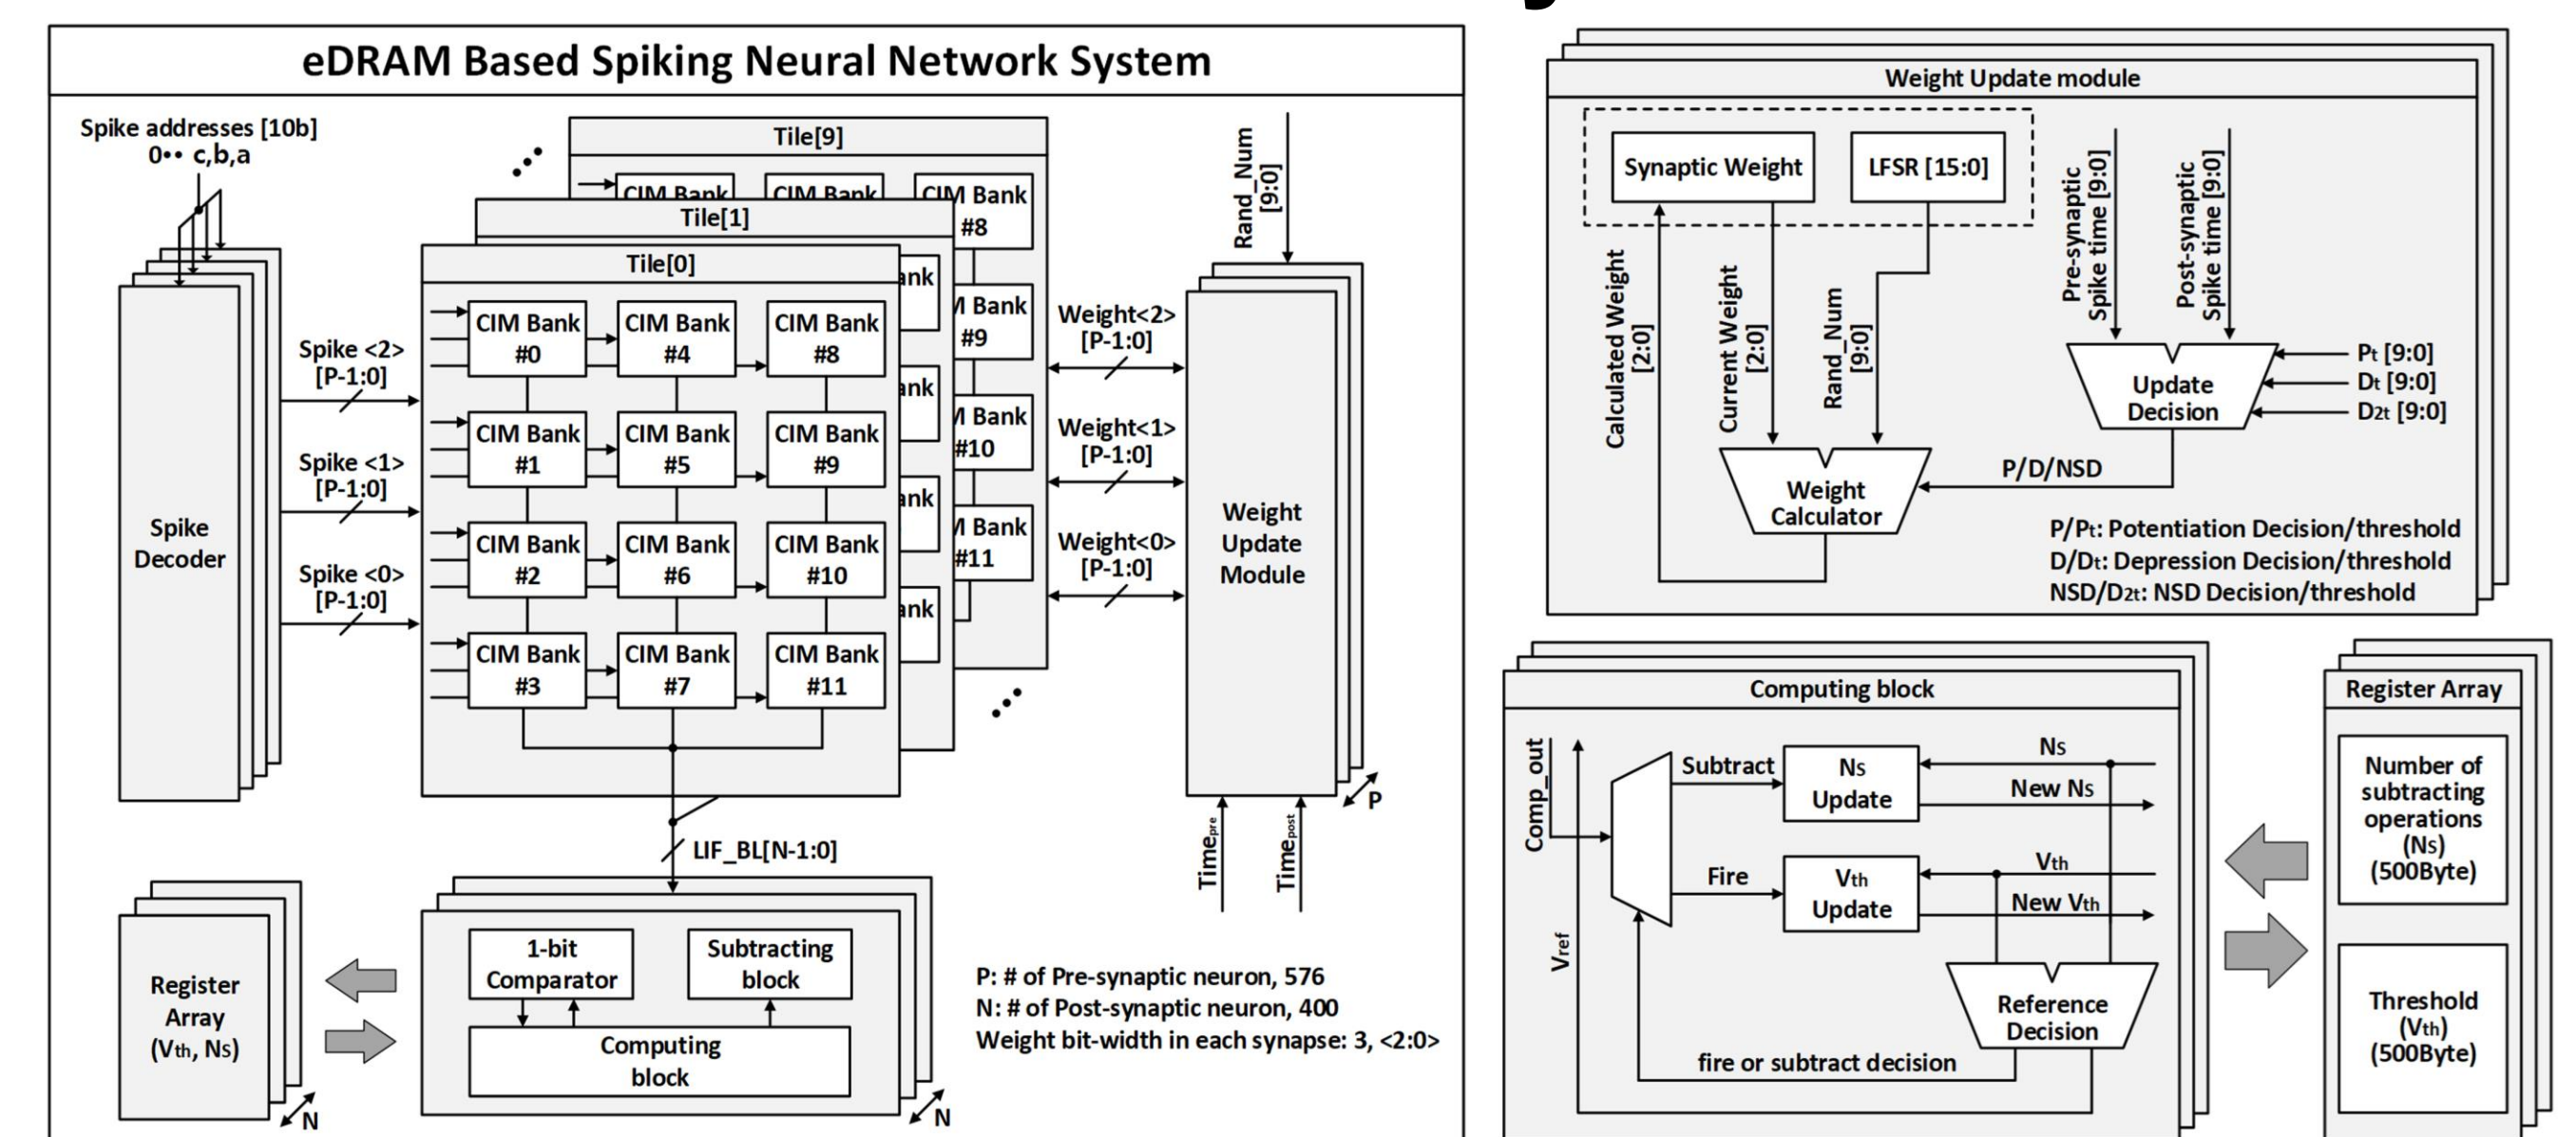 eDRAM Based Spiking Neural Network System
Spike addresses [10b]
0•• c,b,a
Spike
Decoder
Spike <2>
[P-1:0]
Spike <1>
[P-1:0]
Spike <0>
[P-1:0]
Tile[9]
CIM Bank
CIM Bank
CIM Bank
#8
M Bank
#9
M Bank
#10
M Bank
#11
Tile[1]
ank
ank
ank
ank
Tile[0]
CIM Bank
#0
CIM Bank
#4
CIM Bank
#8
CIM Bank
#1
CIM Bank
#5
CIM Bank
#9
CIM Bank
#2
CIM Bank
#6
CIM Bank
#10
CIM Bank
#3
CIM Bank
#7
CIM Bank
#11
Weight<2>
[P-1:0]
Weight<1>
[P-1:0]
Weight<0>
[P-1:0]
Rand_Num
[9:0]
Weight
Update
Module
P
Timepre
Timepost
LIF_BL[N-1:0]
Register
Array
(Vth, NS)
N
1-bit
Comparator
Subtracting
block
Computing
block
N
P: # of Pre-synaptic neuron, 576
N: # of Post-synaptic neuron, 400
Weight bit-width in each synapse: 3, <2:0>
Weight Update module
Synaptic Weight
LFSR [15:0]
Calculated Weight
[2:0]
Current Weight
[2:0]
Rand_Num
[9:0]
Pre-synaptic
Spike time [9:0]
Post-synaptic
Spike time [9:0]
Update
Decision
Pt [9:0]
Dt [9:0]
D2t [9:0]
P/D/NSD
Weight
Calculator
P/Pt: Potentiation Decision/threshold
D/Dt: Depression Decision/threshold
NSD/D2t: NSD Decision/threshold
Computing block
Comp_out
Vref
Subtract
NS
Update
NS
New NS
Fire
Vth
Update
Vth
New Vth
Reference
Decision
fire or subtract decision
Register Array
Number of
subtracting
operations
(NS)
(500Byte)
Threshold
(Vth)
(500Byte)